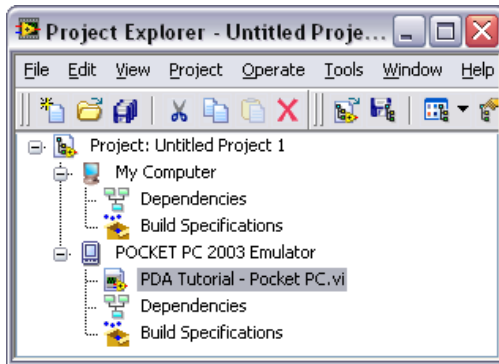 Project Explorer - Untitled Proje...
File Edit View Project Operate Tools Window Help
Project: Untitled Project 1
My Computer
Dependencies
Build Specifications
POCKET PC 2003 Emulator
PDA Tutorial - Pocket PC.vi
Dependencies
Build Specifications